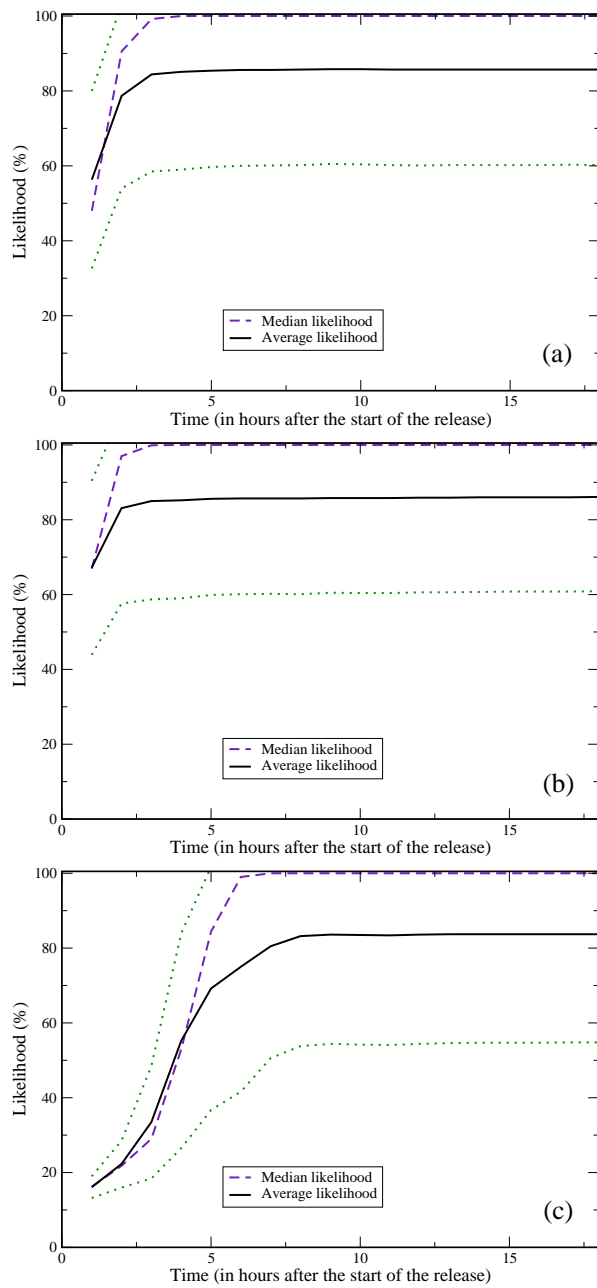 100
80
60
40
20
0
Likelihood (%)
Median likelihood
Average likelihood
(a)
0 5 10 15
Time (in hours after the start of the release)
100
80
60
40
20
0
Likelihood (%)
Median likelihood
Average likelihood
(b)
0 5 10 15
Time (in hours after the start of the release)
100
80
60
40
20
0
Likelihood (%)
Median likelihood
Average likelihood
(c)
0 5 10 15
Time (in hours after the start of the release)